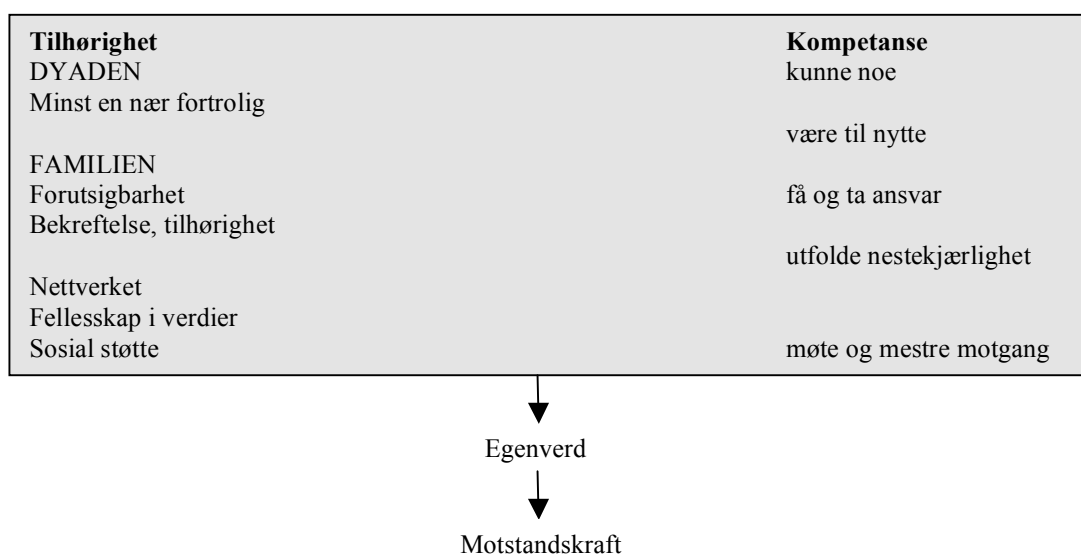 Tilhørighet
DYADEN
Minst en nær fortrolig
FAMILIEN
Forutsigbarhet
Bekreftelse, tilhørighet
Nettverket
Fellesskap i verdier
Sosial støtte
Kompetanse
kunne noe
være til nytte
få og ta ansvar
utfolde nestekjærlighet
møte og mestre motgang
Egenverd
Motstandskraft